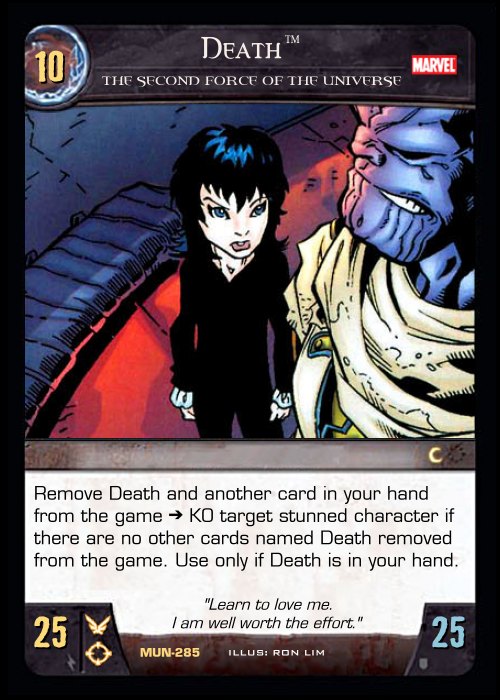 10
DEATH™
THE SECOND FORCE OF THE UNIVERSE
MARVEL
C
Remove Death and another card in your hand
from the game ➔ KO target stunned character if
there are no other cards named Death removed
from the game. Use only if Death is in your hand.
"Learn to love me.
I am well worth the effort."
25
MUN-285 ILLUS: RON LIM
25